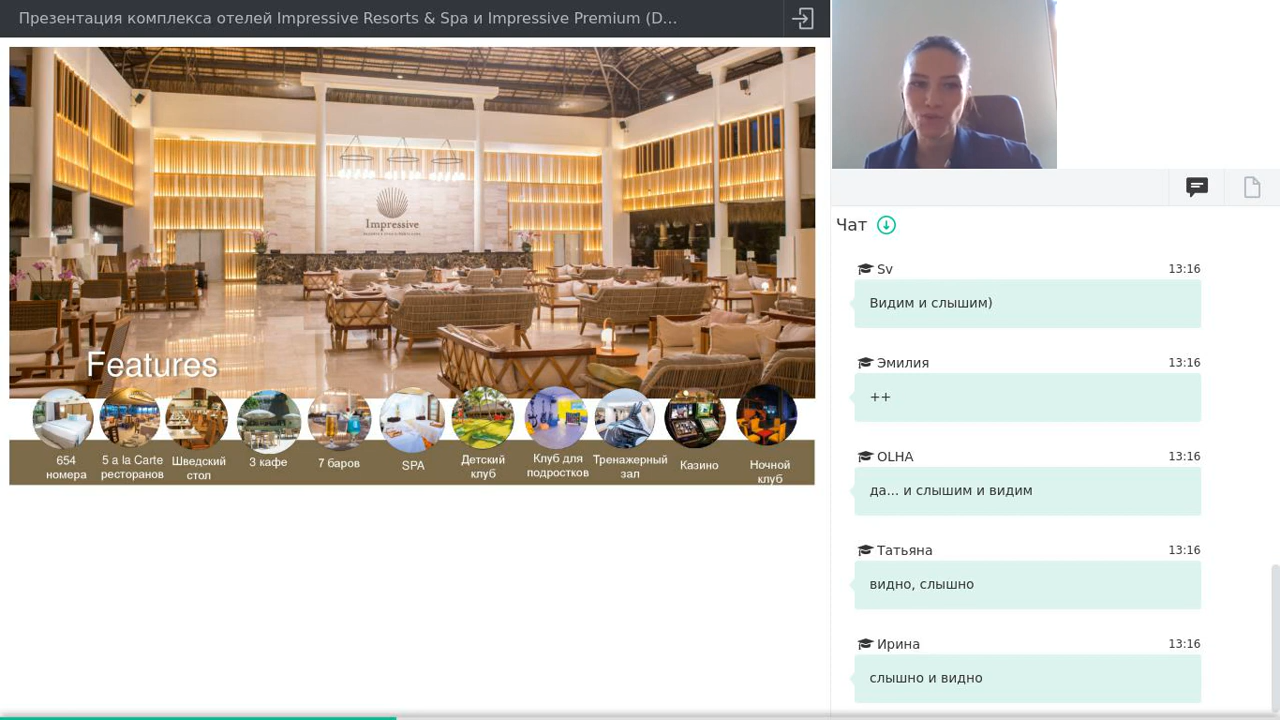 Презентация комплекса отелей Impressive Resorts & Spa и Impressive Premium (D...
Impressive
Features
654
номера
5 a la Carte
ресторанов
Шведский
стол
3 кафе
7 баров
SPA
Детский
клуб
Клуб для
подростков
Тренажерный
зал
Казино
Ночной
клуб
Чат
Sv 13:16
Видим и слышим)
Эмилия 13:16
++
OLHA 13:16
да... и слышим и видим
Татьяна 13:16
видно, слышно
Ирина 13:16
слышно и видно